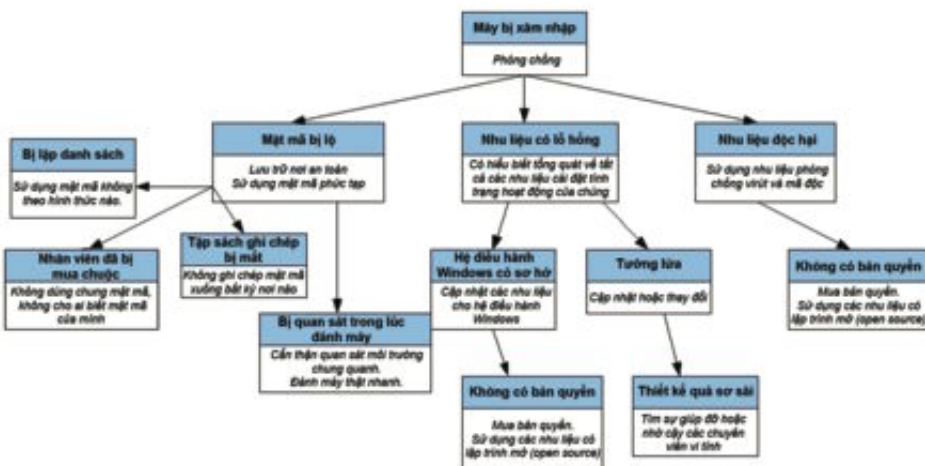 Máy bị xâm nhập
Phòng chống
Mật mã bị lộ
Lưu trữ nơi an toàn
Sử dụng mật mã phức tạp
Nhu liệu có lỗ hổng
Có hiểu biết tổng quát về tất
cả các nhu liệu cài đặt tình
trạng hoạt động của chúng
Nhu liệu độc hại
Sử dụng nhu liệu phòng
chống virút và mã độc
Bị lập danh sách
Sử dụng mật mã không
theo hình thức nào.
Nhân viên đã bị
mua chuộc
Không dùng chung mật mã,
không cho ai biết mật mã
của mình
Tập sách ghi chép
bị mất
Không ghi chép mật mã
xuống bất kỳ nơi nào
Bị quan sát trong lúc
đánh máy
Cẩn thận quan sát môi trường
chung quanh.
Đánh máy thật nhanh.
Hệ điều hành
Windows có sơ hở
Cập nhật các nhu liệu
cho hệ điều hành
Windows
Tường lửa
Cập nhật hoặc thay đổi
Không có bản quyền
Mua bản quyền.
Sử dụng các nhu liệu có
lập trình mở (open source)
Không có bản quyền
Mua bản quyền.
Sử dụng các nhu liệu có
lập trình mở (open source)
Thiết kế quá sơ sài
Tìm sự giúp đỡ hoặc
nhờ cậy các chuyên
viên vi tính